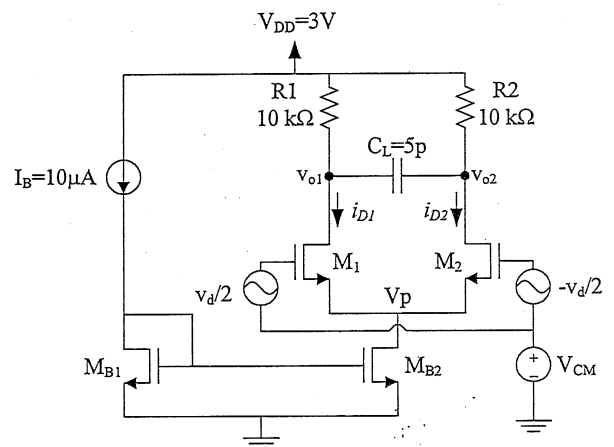 V_DD=3V
R1
10 kΩ
R2
10 kΩ
C_L=5p
I_B=10μA
v_o1
v_o2
i_D1
i_D2
M_1
M_2
v_d/2
Vp
-v_d/2
M_B1
M_B2
V_CM